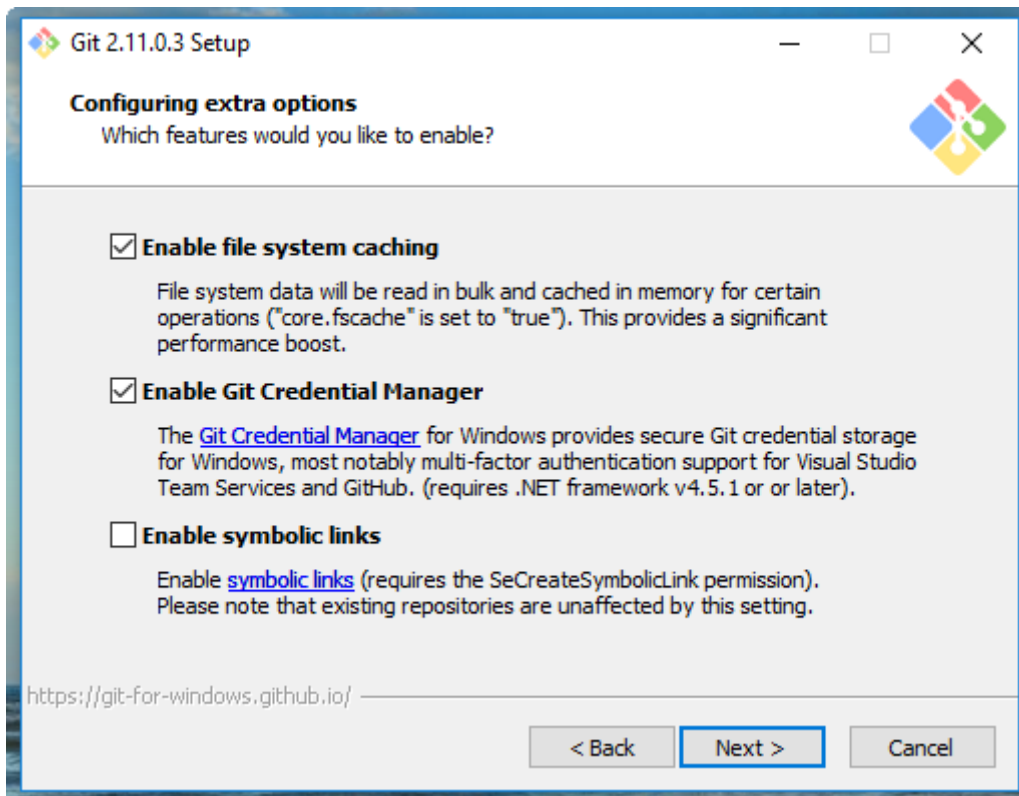 Git 2.11.0.3 Setup
Configuring extra options
Which features would you like to enable?
Enable file system caching
File system data will be read in bulk and cached in memory for certain
operations ("core.fscache" is set to "true"). This provides a significant
performance boost.
Enable Git Credential Manager
The Git Credential Manager for Windows provides secure Git credential storage
for Windows, most notably multi-factor authentication support for Visual Studio
Team Services and GitHub. (requires .NET framework v4.5.1 or or later).
Enable symbolic links
Enable symbolic links (requires the SeCreateSymbolicLink permission).
Please note that existing repositories are unaffected by this setting.
https://git-for-windows.github.io/
< Back Next > Cancel